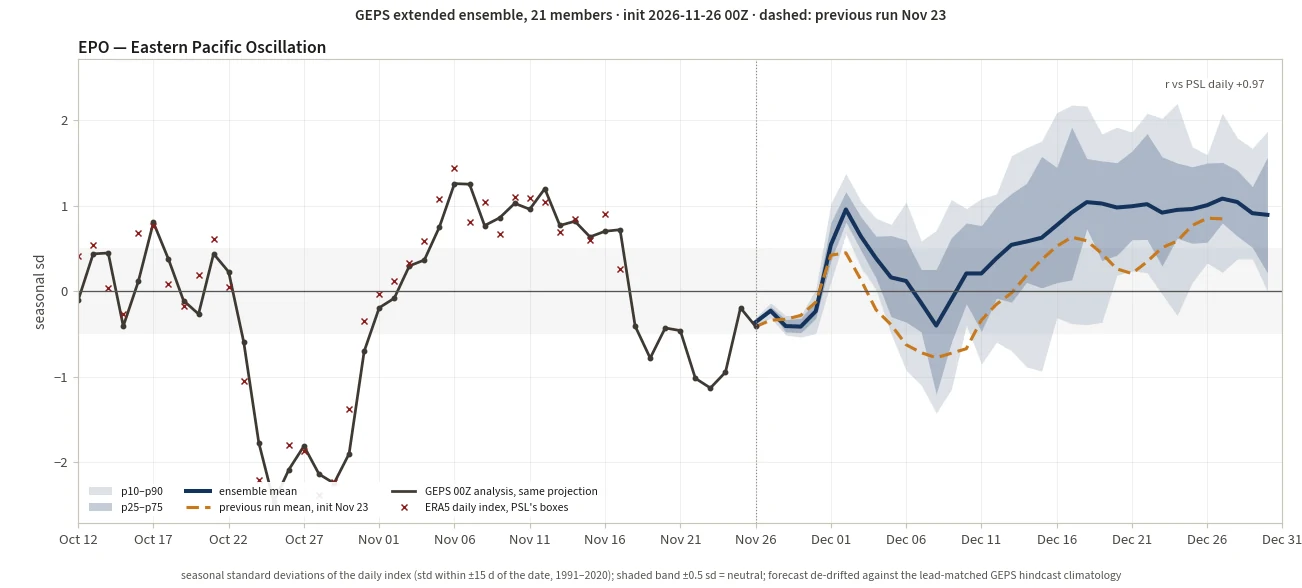 GEPS extended ensemble, 21 members · init 2026-11-26 00Z · dashed: previous run Nov 23
EPO — Eastern Pacific Oscillation
r vs PSL daily +0.97
seasonal sd
2
1
0
−1
−2
p10–p90
p25–p75
ensemble mean
previous run mean, init Nov 23
GEPS 00Z analysis, same projection
ERA5 daily index, PSL's boxes
Oct 12 Oct 17 Oct 22 Oct 27 Nov 01 Nov 06 Nov 11 Nov 16 Nov 21 Nov 26 Dec 01 Dec 06 Dec 11 Dec 16 Dec 21 Dec 26 Dec 31
seasonal standard deviations of the daily index (std within ±15 d of the date, 1991–2020); shaded band ±0.5 sd = neutral; forecast de-drifted against the lead-matched GEPS hindcast climatology